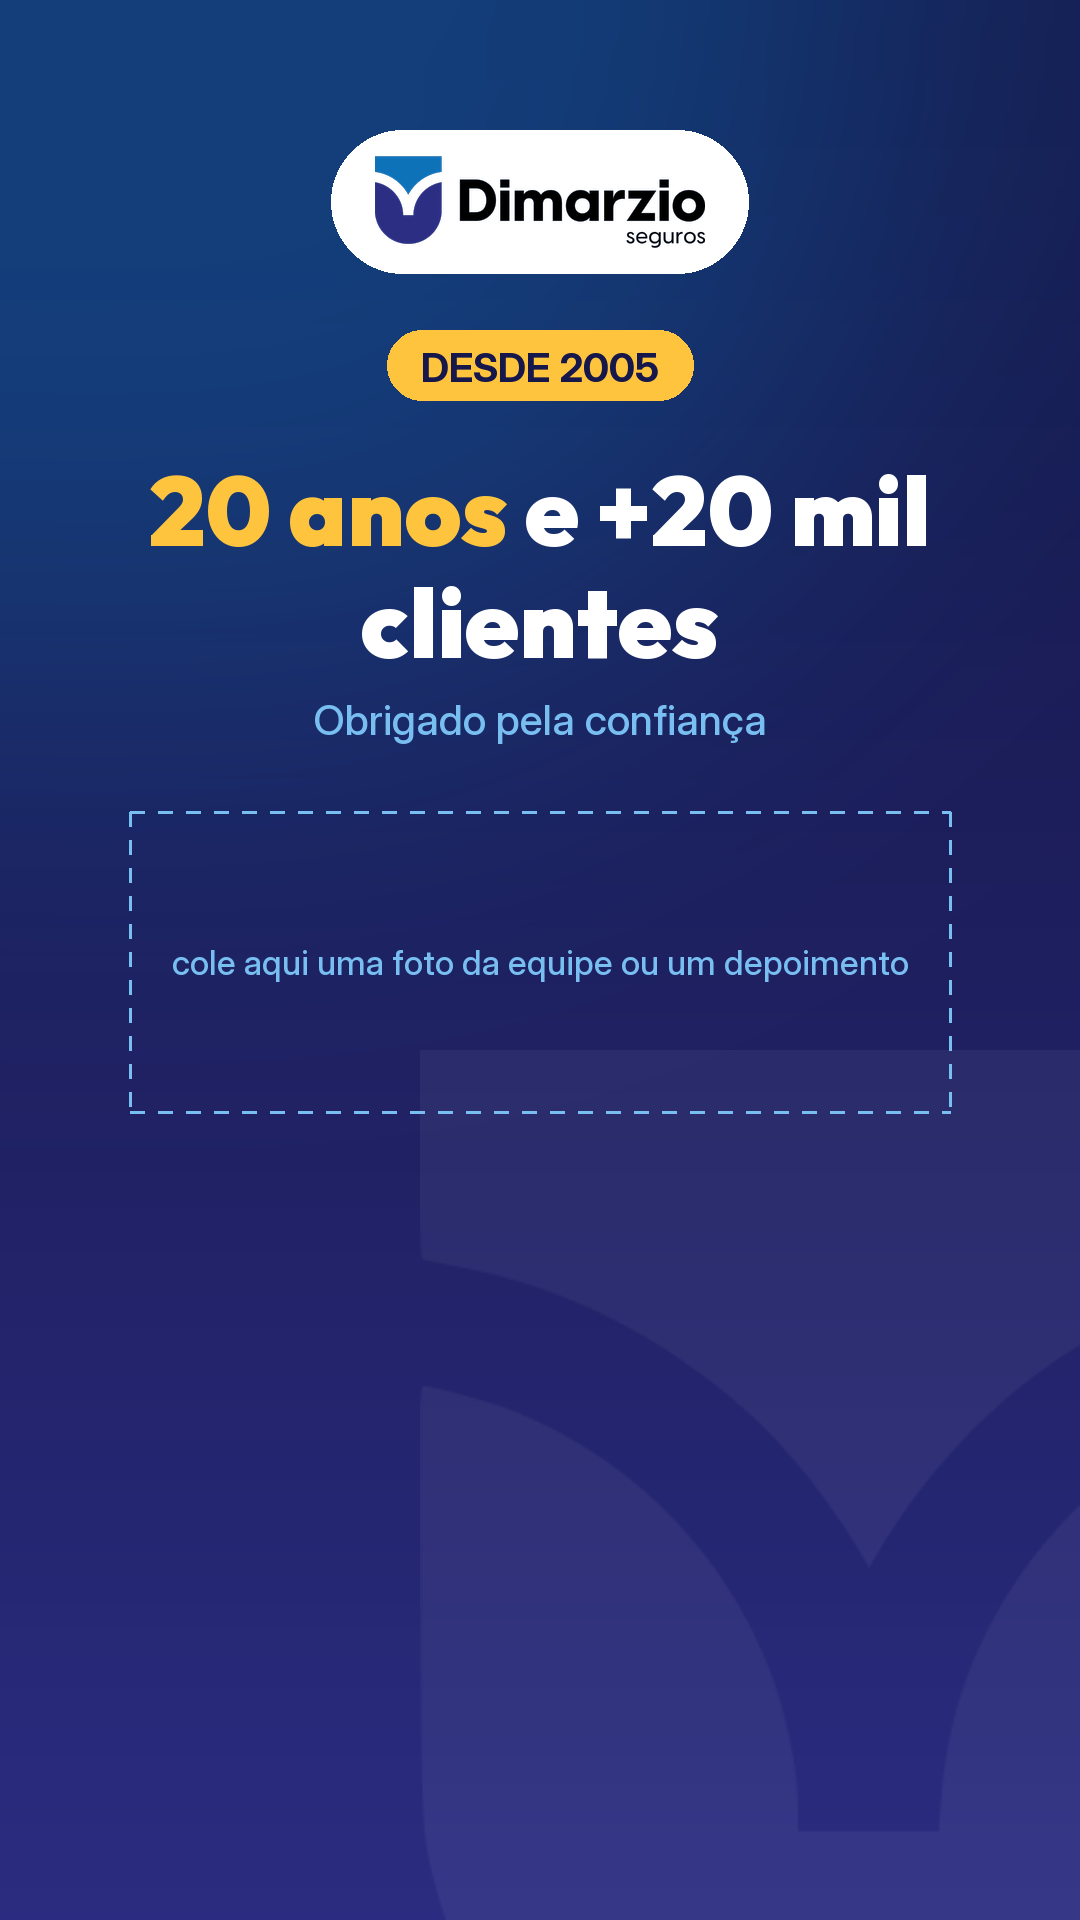 Dimarzio
seguros
DESDE 2005
20 anos e +20 mil
clientes
Obrigado pela confiança
cole aqui uma foto da equipe ou um depoimento